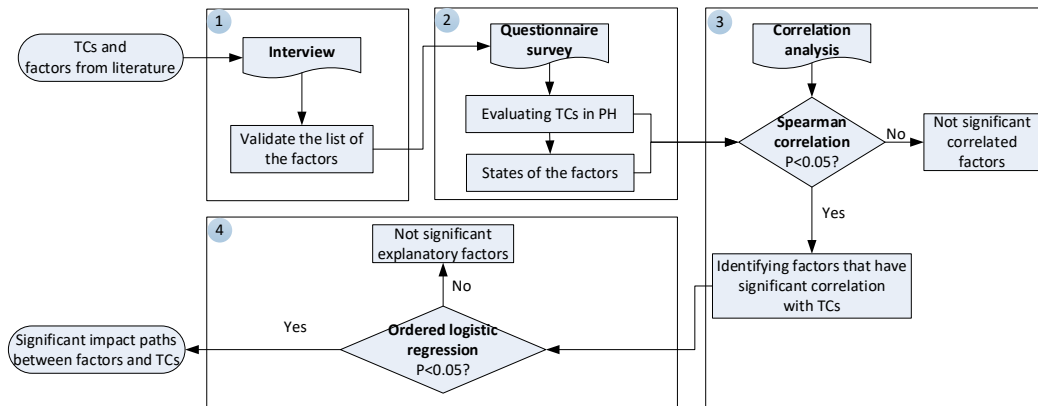 1
TCs and
factors from literature
Interview
Validate the list of
the factors
2
Questionnaire
survey
Evaluating TCs in PH
States of the factors
3
Correlation
analysis
Spearman
correlation
P<0.05?
No
Not significant
correlated
factors
Yes
Identifying factors that have
significant correlation
with TCs
4
Not significant
explanatory factors
No
Ordered logistic
regression
P<0.05?
Yes
Significant impact paths
between factors and TCs